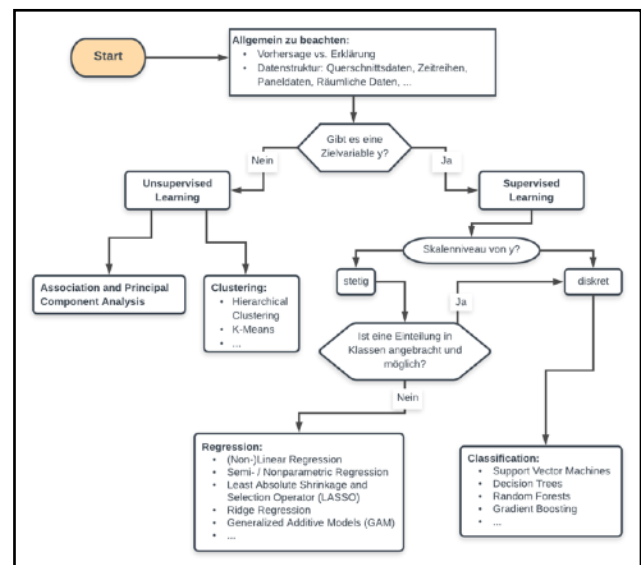 Start
Allgemein zu beachten:
• Vorhersage vs. Erklärung
• Datenstruktur: Querschnittsdaten, Zeitreihen,
Paneldaten, Räumliche Daten, ...
Gibt es eine
Zielvariable y?
Nein
Ja
Unsupervised
Learning
Supervised
Learning
Skalenniveau von y?
Association and Principal
Component Analysis
Clustering:
• Hierarchical
Clustering
• K-Means
• ...
stetig
diskret
Ja
Ist eine Einteilung in
Klassen angebracht und
möglich?
Nein
Regression:
• (Non-)Linear Regression
• Semi- / Nonparametric Regression
• Least Absolute Shrinkage and
Selection Operator (LASSO)
• Ridge Regression
• Generalized Additive Models (GAM)
• ...
Classification:
• Support Vector Machines
• Decision Trees
• Random Forests
• Gradient Boosting
• ...